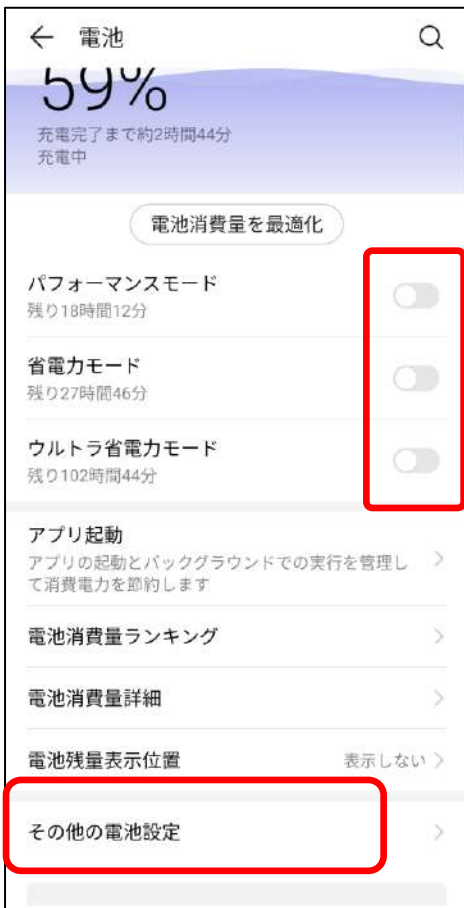 電池
59%
充電完了まで約2時間44分
充電中
電池消費量を最適化
パフォーマンスモード
残り18時間12分
省電力モード
残り27時間46分
ウルトラ省電力モード
残り102時間44分
アプリ起動
アプリの起動とバックグラウンドでの実行を管理し
て消費電力を節約します
電池消費量ランキング
電池消費量詳細
電池残量表示位置 表示しない
その他の電池設定